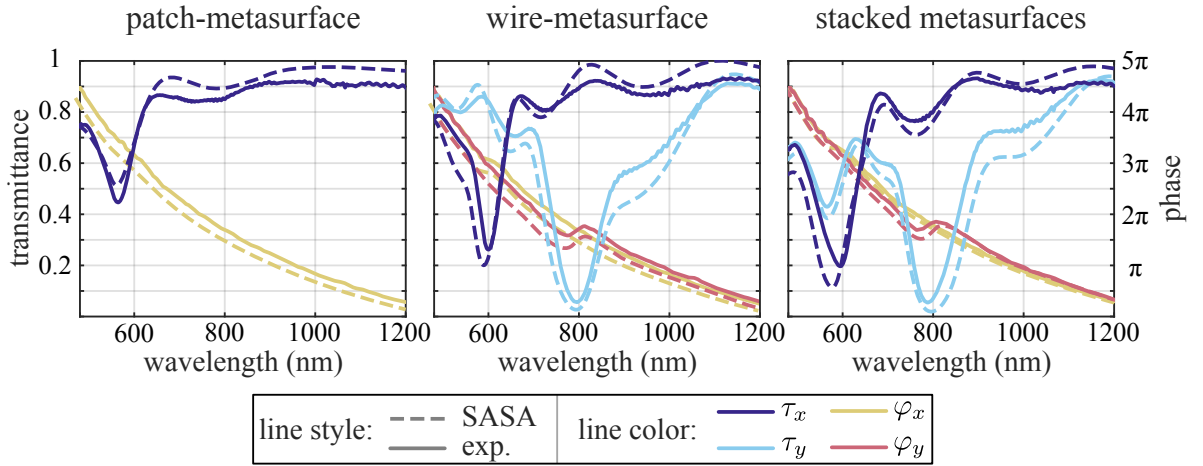 patch-metasurface wire-metasurface stacked metasurfaces
1 5π
0.8 4π
0.6 3π
0.4 2π
0.2 π
transmittance phase
600 800 1000 1200 600 800 1000 1200 600 800 1000 1200
wavelength (nm) wavelength (nm) wavelength (nm)
line style: SASA exp.
line color: τx φx
τy φy